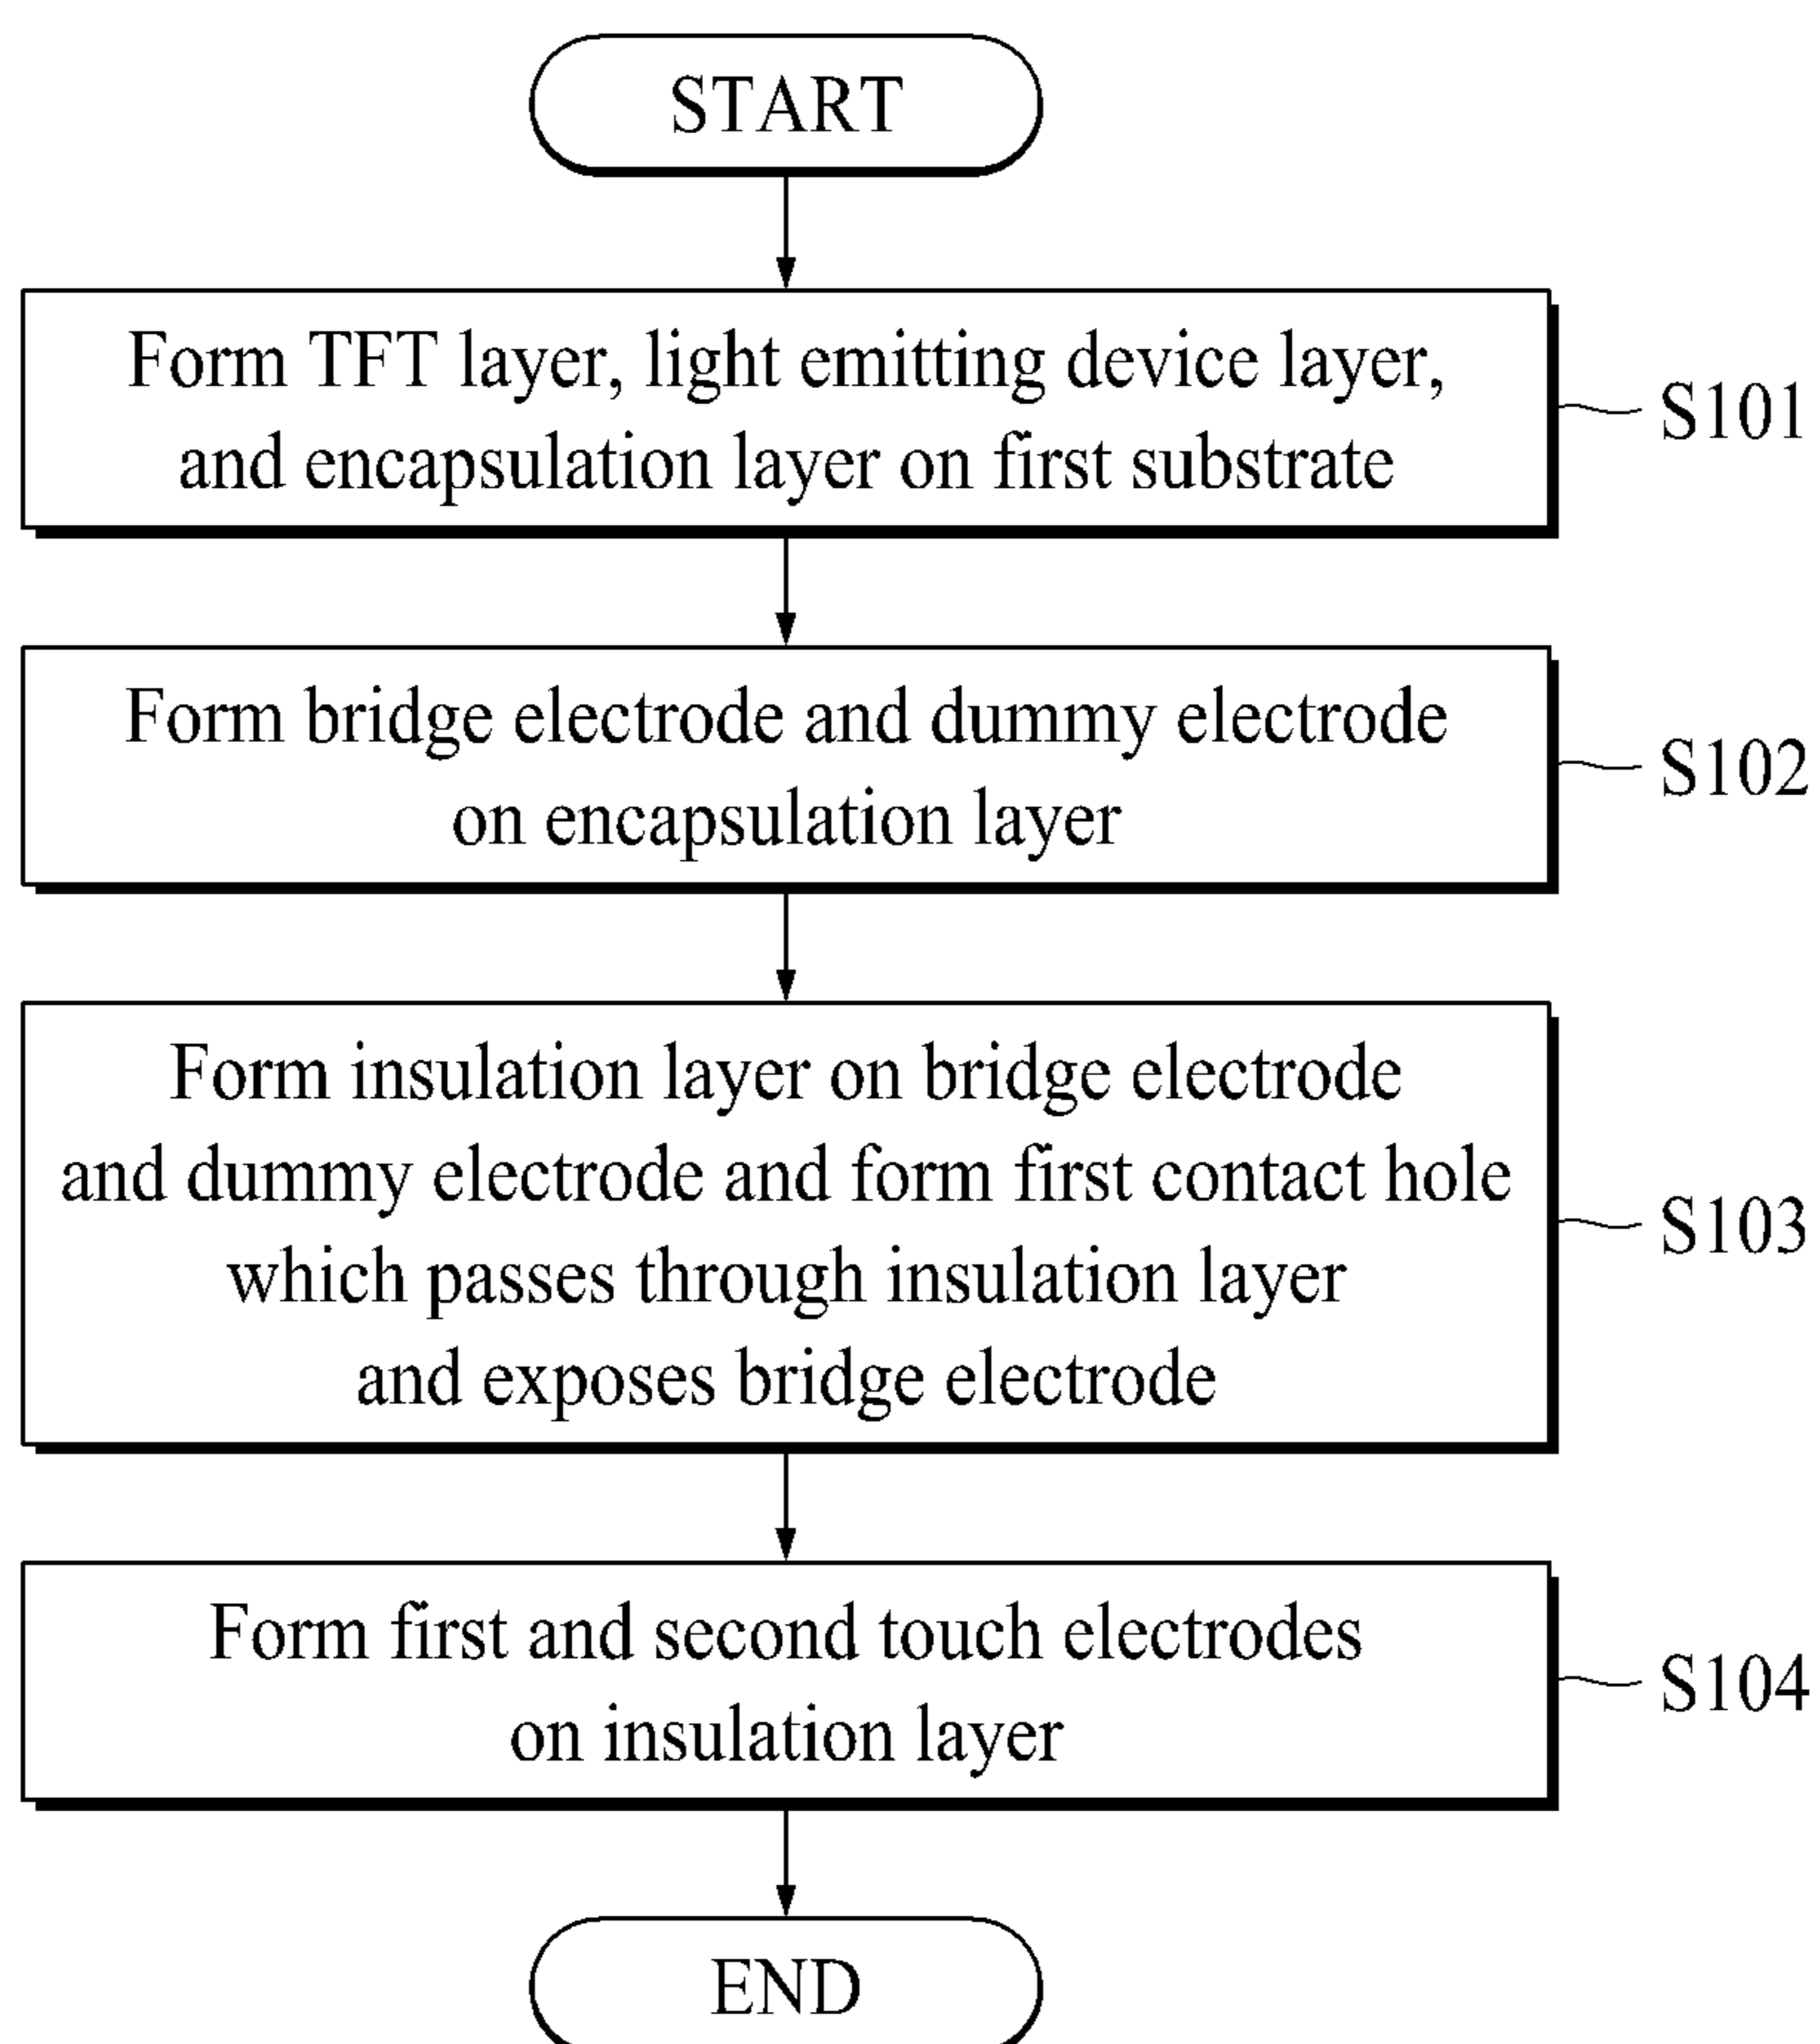 START
Form TFT layer, light emitting device layer,
and encapsulation layer on first substrate
S101
Form bridge electrode and dummy electrode
on encapsulation layer
S102
Form insulation layer on bridge electrode
and dummy electrode and form first contact hole
which passes through insulation layer
and exposes bridge electrode
S103
Form first and second touch electrodes
on insulation layer
S104
END